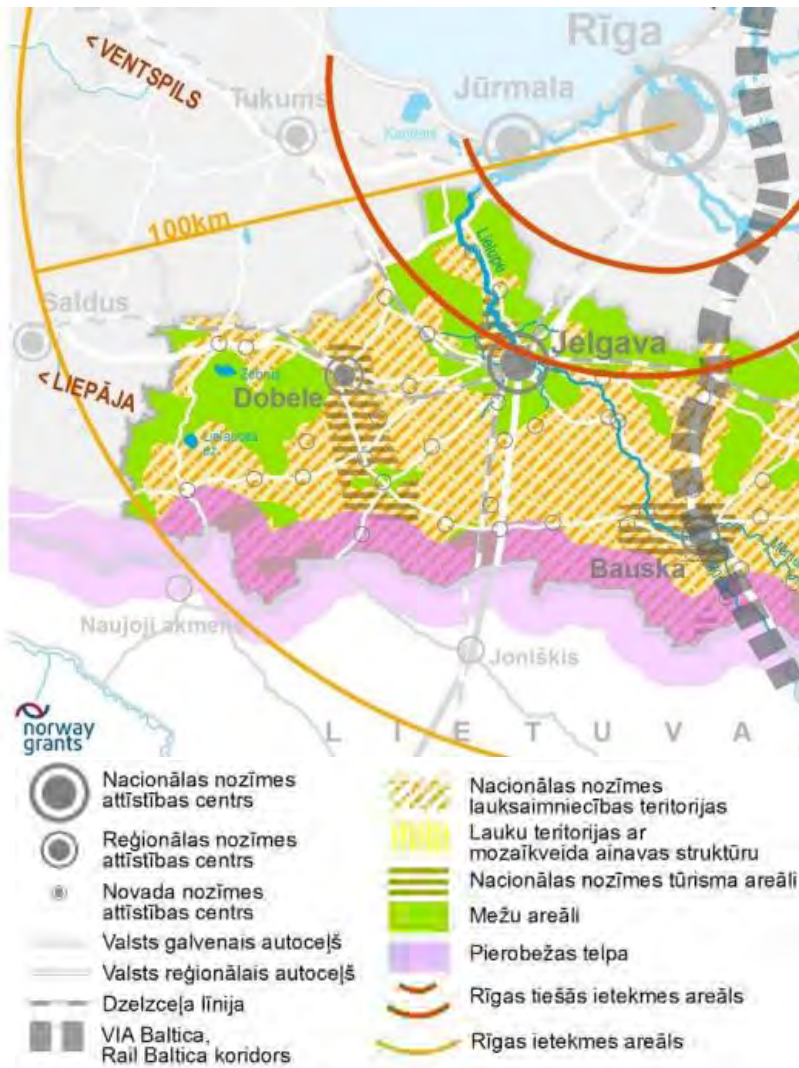 Rīga
< VENTSPILS
Tukums
Jūrmala
Kaņieris
100km
Lielupe
Saldus
Jelgava
< LIEPĀJA
Zebrus
Dobele
ez.
Bauska
Naujoji akmenė
Joniškis
norway
grants
L I E T U V A
Nacionālas nozīmes
attīstības centrs
Reģionālas nozīmes
attīstības centrs
Novada nozīmes
attīstības centrs
Valsts galvenais autoceļš
Valsts reģionālais autoceļš
Dzelzceļa līnija
VIA Baltica,
Rail Baltica koridors
Nacionālas nozīmes
lauksaimniecības teritorijas
Lauku teritorijas ar
mozaīkveida ainavas struktūru
Nacionālas nozīmes tūrisma areāli
Mežu areāli
Pierobežas telpa
Rīgas tiešās ietekmes areāls
Rīgas ietekmes areāls